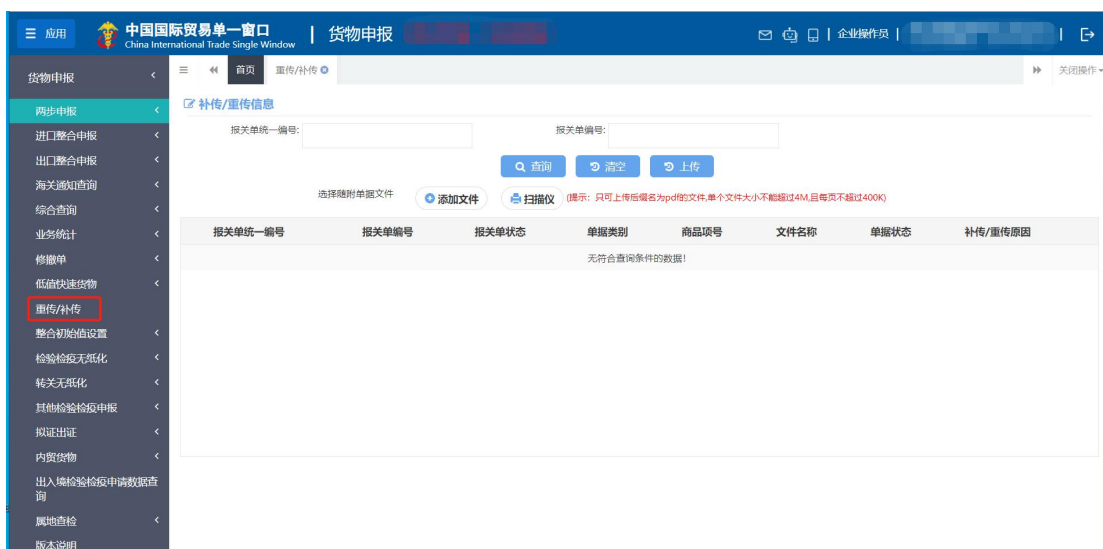 应用
中国国际贸易单一窗口
China International Trade Single Window
货物申报
企业操作员
货物申报
首页
重传/补传
关闭操作
两步申报
进口整合申报
出口整合申报
海关通知查询
综合查询
业务统计
修撤单
低值快速货物
重传/补传
整合初始值设置
检验检疫无纸化
转关无纸化
其他检验检疫申报
拟证出证
内贸货物
出入境检验检疫申请数据查
询
属地查检
版本说明
补传/重传信息
报关单统一编号:
报关单编号:
查询
清空
上传
选择随附单据文件
添加文件
扫描仪
(提示：只可上传后缀名为pdf的文件,单个文件大小不能超过4M,且每页不超过400K)
报关单统一编号
报关单编号
报关单状态
单据类别
商品项号
文件名称
单据状态
补传/重传原因
无符合查询条件的数据!